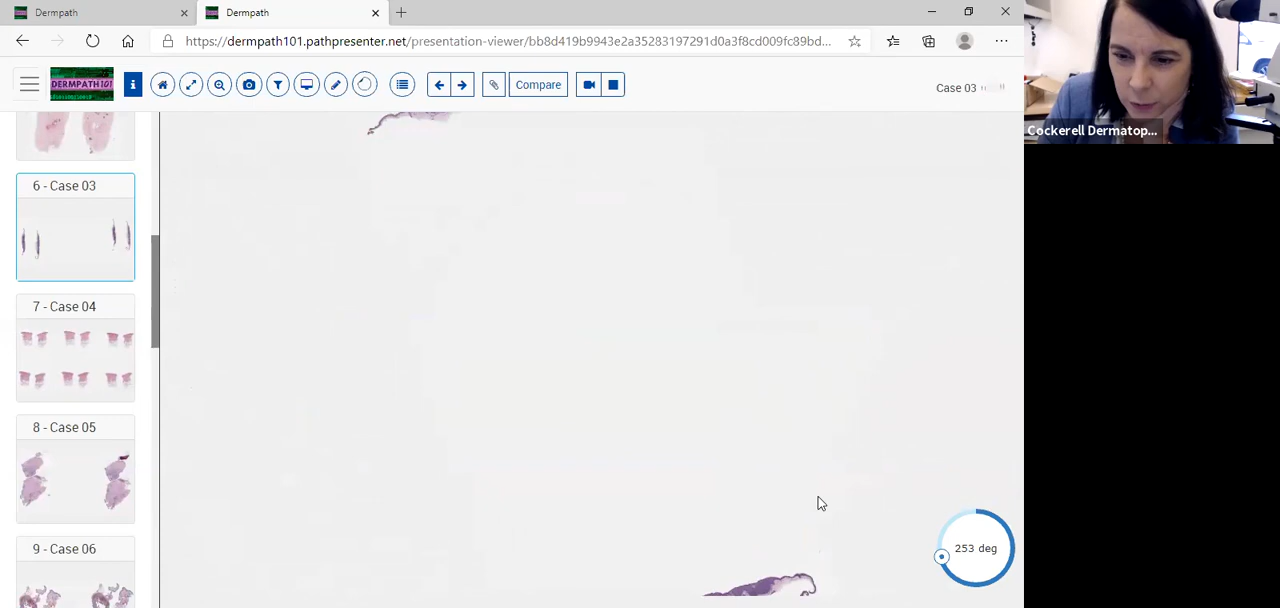 Dermpath
Dermpath
https://dermpath101.pathpresenter.net/presentation-viewer/
DERMPATH101
Compare
Case 03
Cockerell Dermatop...
6 - Case 03
7 - Case 04
8 - Case 05
9 - Case 06
253 deg